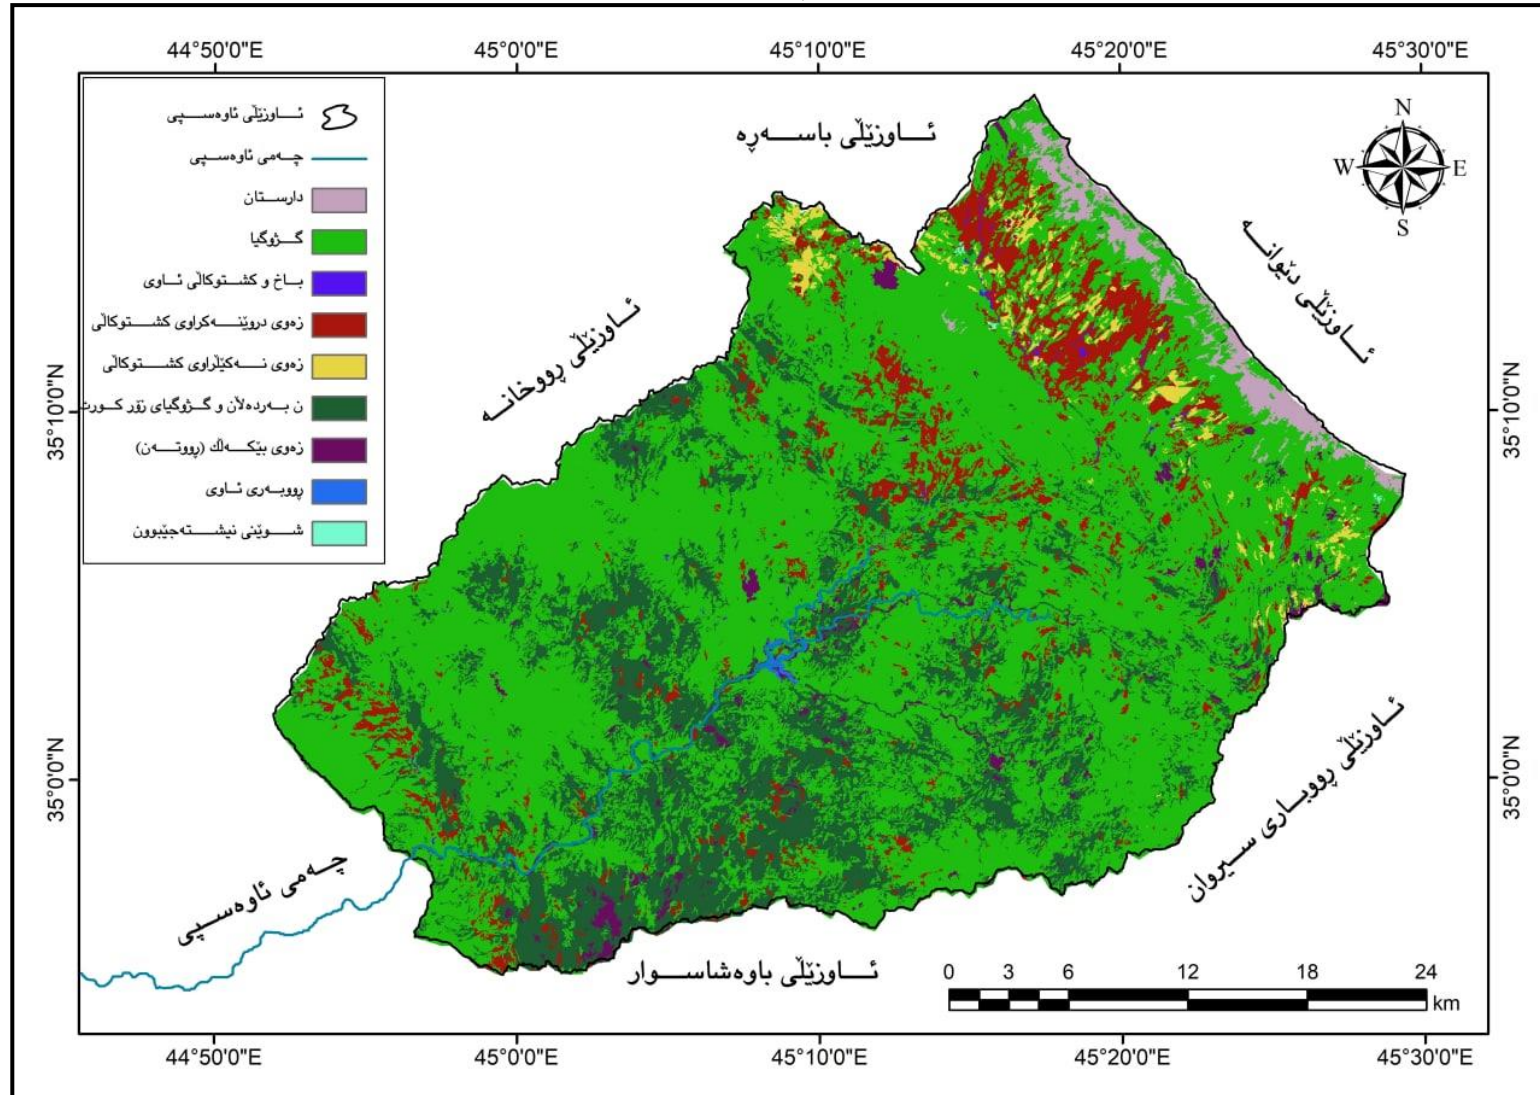 44°50'0"E 45°0'0"E 45°10'0"E 45°20'0"E 45°30'0"E
ئاوزێڵی ئاوەسپی
چەمی ئاوەسپی
دارستان
گژوگیا
باخ و کشتوکاڵی ئاوی
زەوی دروێنەکراوی کشتوکاڵی
زەوی نەکێڵراوی کشتوکاڵی
ن بەردەڵان و گژوگیای زۆر کورت
زەوی بێکەڵك (ڕووتەن)
ڕووبەری ئاوی
شوێنی نیشتەجێبوون
ئاوزێڵی باسەڕە
N
W E
S
ئاوزێڵی دێوانە
ئاوزێڵی ڕووخانە
35°10'0"N 35°10'0"N
35°0'0"N 35°0'0"N
ئاوزێڵی ڕووباری سیروان
چەمی ئاوەسپی
ئاوزێڵی باوەشاسوار
0 3 6 12 18 24
km
44°50'0"E 45°0'0"E 45°10'0"E 45°20'0"E 45°30'0"E